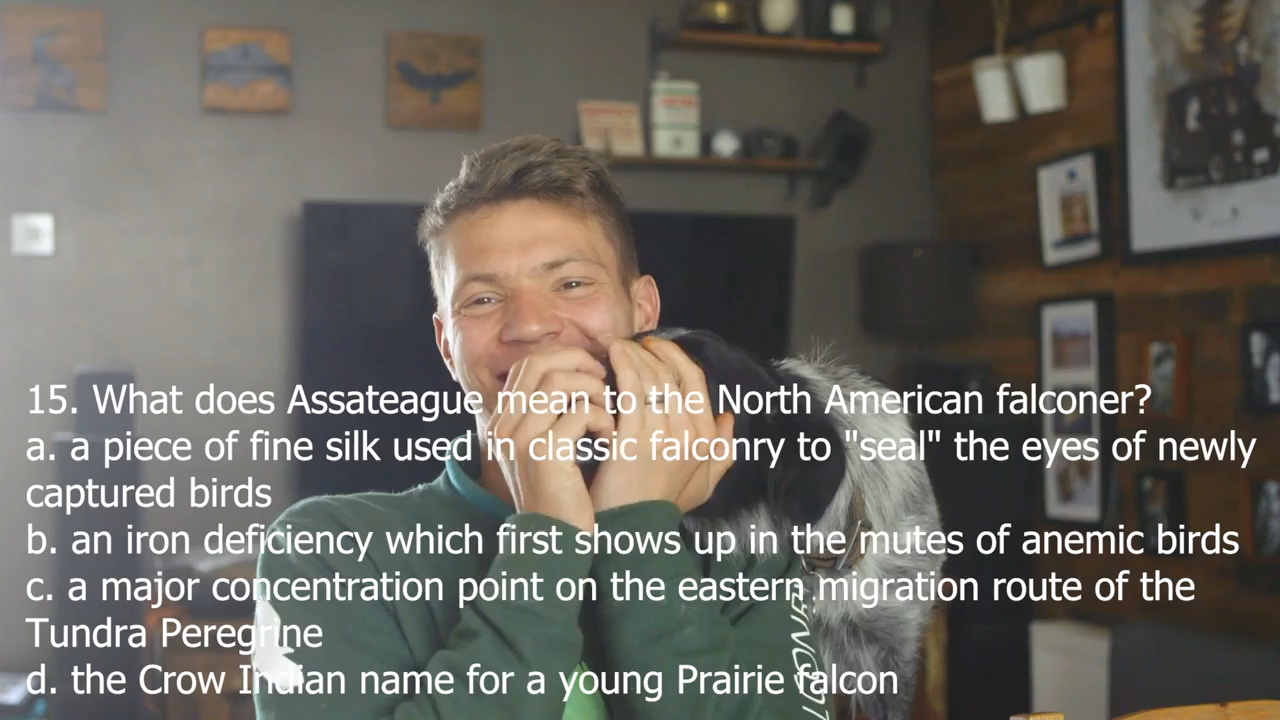 15. What does Assateague mean to the North American falconer?
a. a piece of fine silk used in classic falconry to "seal" the eyes of newly
captured birds
b. an iron deficiency which first shows up in the mutes of anemic birds
c. a major concentration point on the eastern migration route of the
Tundra Peregrine
d. the Crow Indian name for a young Prairie falcon